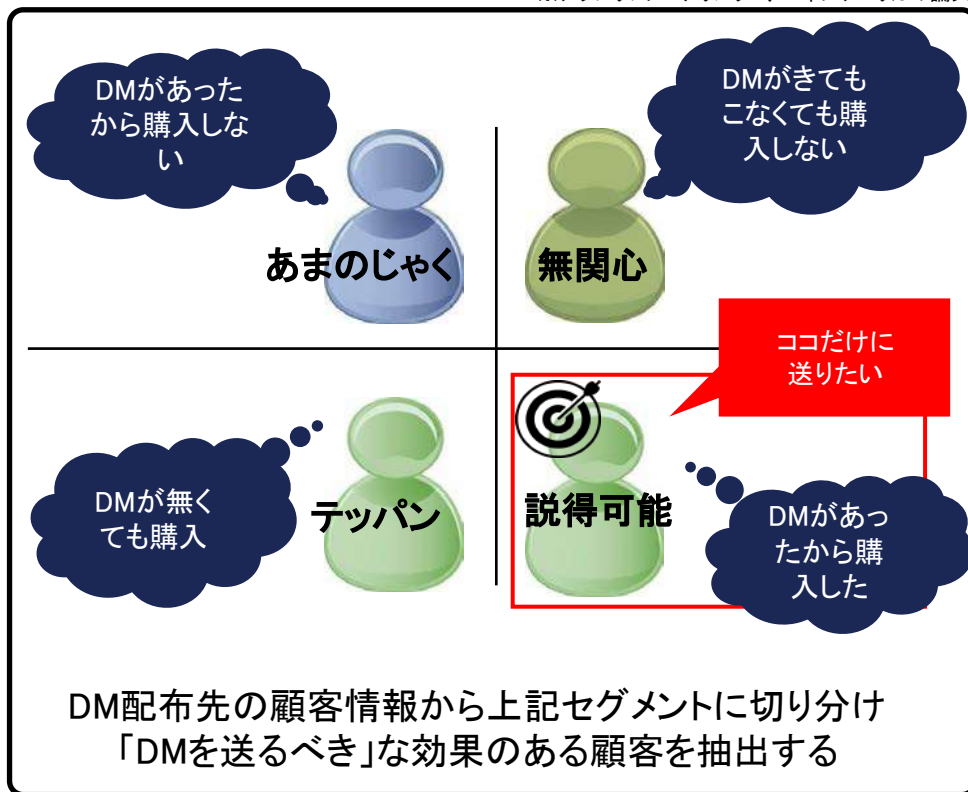 DMがあった
から購入しな
い
DMがきても
こなくても購
入しない
あまのじゃく
無関心
ココだけに
送りたい
DMが無く
ても購入
テッパン
説得可能
DMがあっ
たから購
入した
DM配布先の顧客情報から上記セグメントに切り分け
「DMを送るべき」な効果のある顧客を抽出する